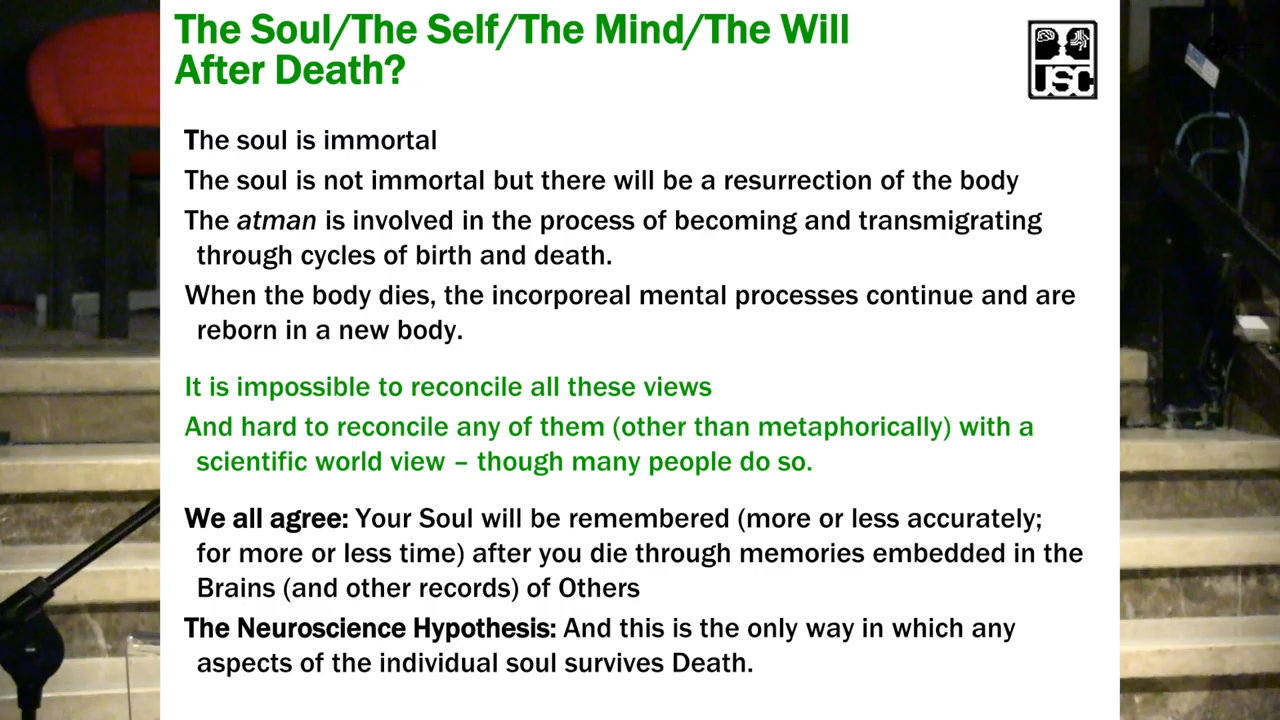 The Soul/The Self/The Mind/The Will
After Death?
USC
The soul is immortal
The soul is not immortal but there will be a resurrection of the body
The atman is involved in the process of becoming and transmigrating
through cycles of birth and death.
When the body dies, the incorporeal mental processes continue and are
reborn in a new body.
It is impossible to reconcile all these views
And hard to reconcile any of them (other than metaphorically) with a
scientific world view – though many people do so.
We all agree: Your Soul will be remembered (more or less accurately;
for more or less time) after you die through memories embedded in the
Brains (and other records) of Others
The Neuroscience Hypothesis: And this is the only way in which any
aspects of the individual soul survives Death.